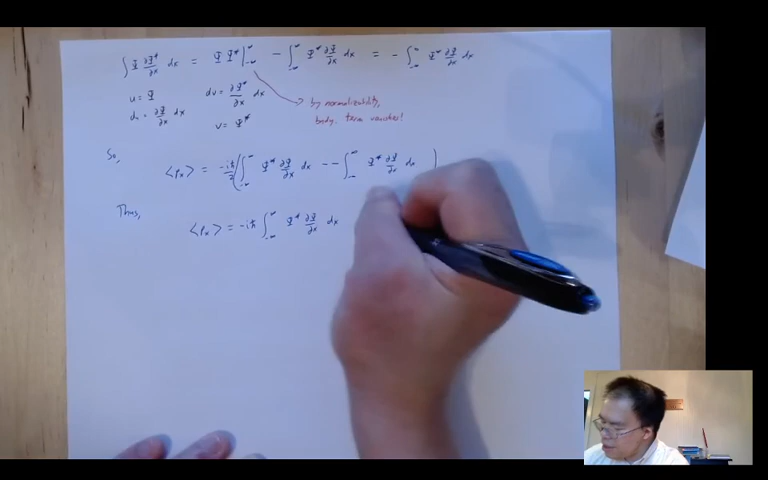 ∫ Ψ ∂Ψ*/∂x dx = Ψ Ψ* |_{-∞}^{∞} - ∫_{-∞}^{∞} Ψ* ∂Ψ/∂x dx = - ∫_{-∞}^{∞} Ψ* ∂Ψ/∂x dx
u = Ψ dv = ∂Ψ*/∂x dx
du = ∂Ψ/∂x dx v = Ψ*
by normalizability,
bdry. term vanishes!
So,
<p_x> = -iħ/2 ( ∫_{-∞}^{∞} Ψ* ∂Ψ/∂x dx - - ∫_{-∞}^{∞} Ψ* ∂Ψ/∂x dx )
Thus,
<p_x> = -iħ ∫_{-∞}^{∞} Ψ* ∂Ψ/∂x dx